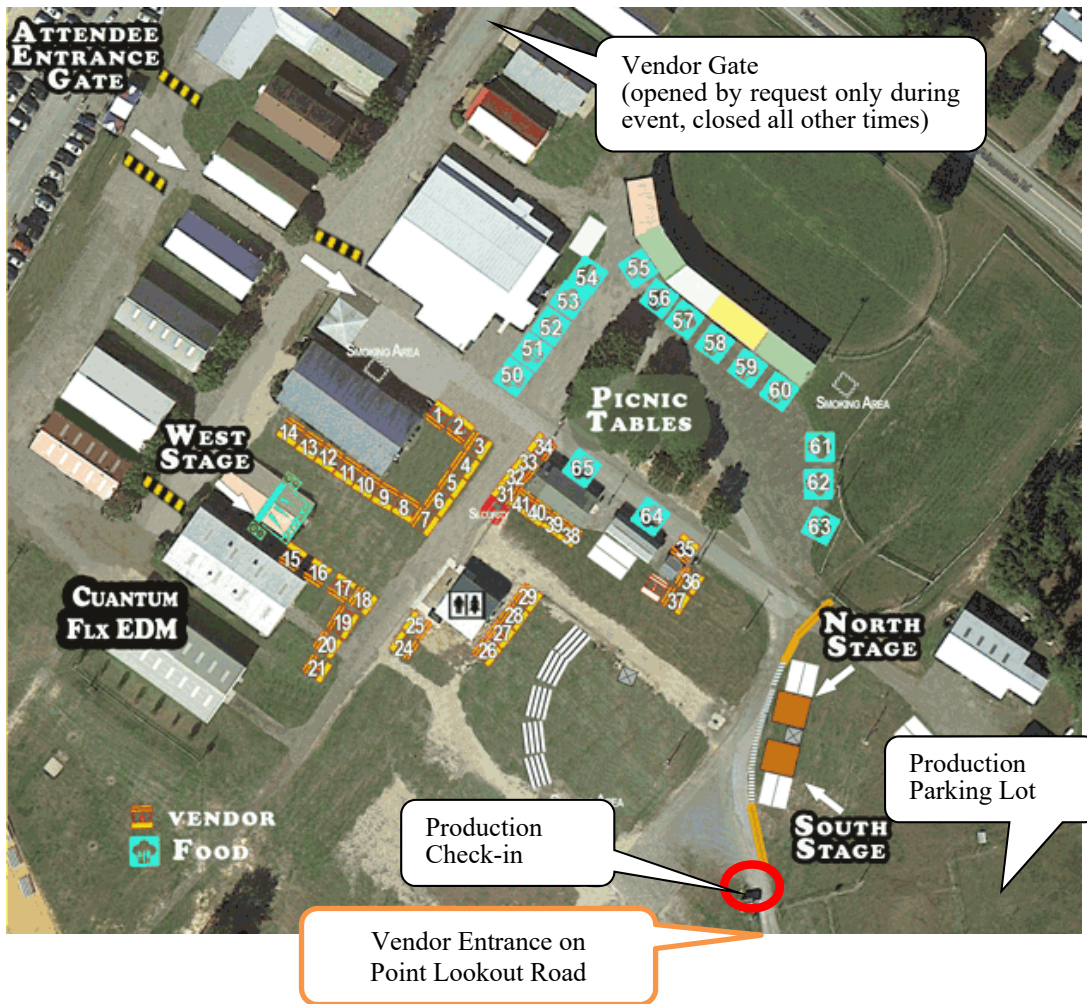 ATTENDEE
ENTRANCE
GATE
Vendor Gate
(opened by request only during
event, closed all other times)
54
53
52
51
50
55
56
57
58
59
60
SMOKING AREA
SMOKING AREA
PICNIC
TABLES
61
62
63
WEST
STAGE
1
2
3
4
5
6
7
14
13
12
11
10
9
8
34
33
32
31
SECURITY
41
40
39
38
65
64
35
36
37
15
16
17
18
19
20
21
CUANTUM
FLX EDM
25
24
29
28
27
26
NORTH
STAGE
Production
Parking Lot
SOUTH
STAGE
AREA
VENDOR
FOOD
Production
Check-in
Vendor Entrance on
Point Lookout Road